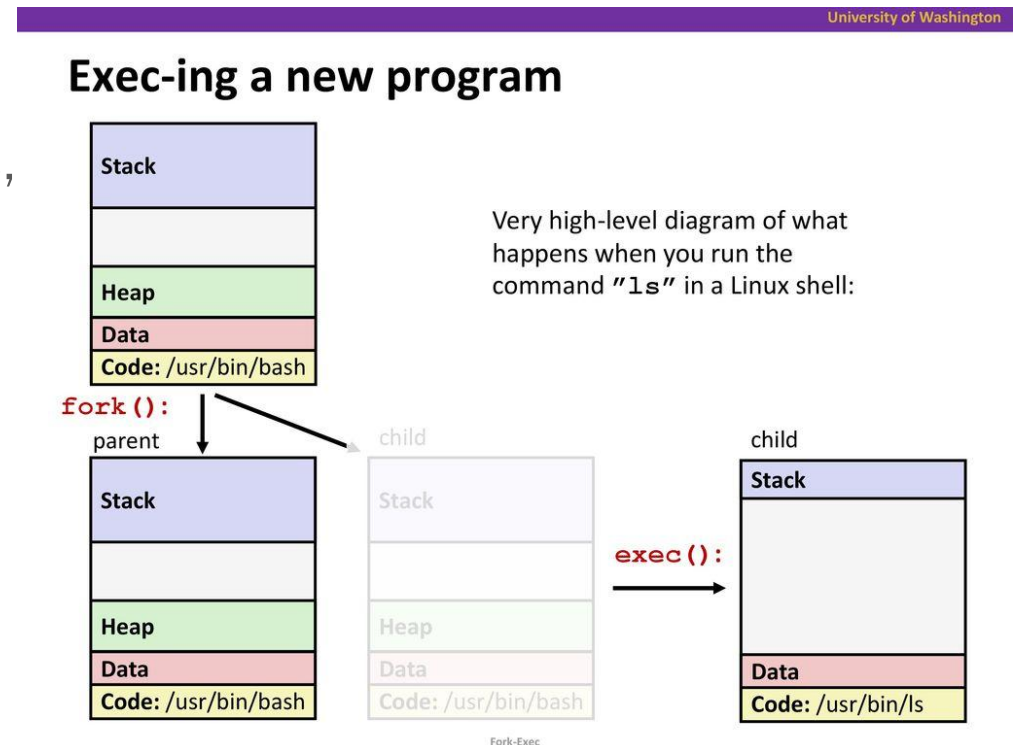 University of Washington
Exec-ing a new program
,
Stack
Heap
Data
Code: /usr/bin/bash
Very high-level diagram of what
happens when you run the
command "ls" in a Linux shell:
fork():
parent
Stack
Heap
Data
Code: /usr/bin/bash
child
Stack
Heap
Data
Code: /usr/bin/bash
exec():
child
Stack
Data
Code: /usr/bin/ls
Fork-Exec